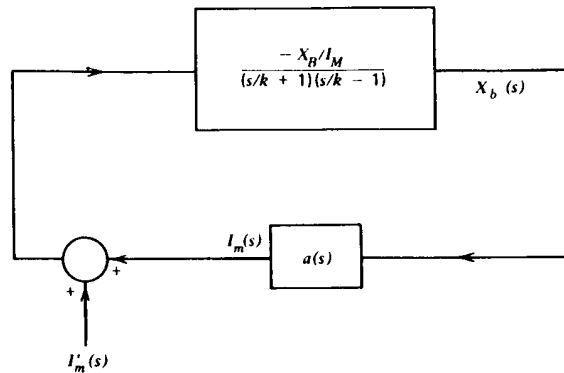 − X_B/I_M
(s/k + 1)(s/k − 1)
X_b (s)
I_m(s)
a(s)
+
+
I'_m(s)